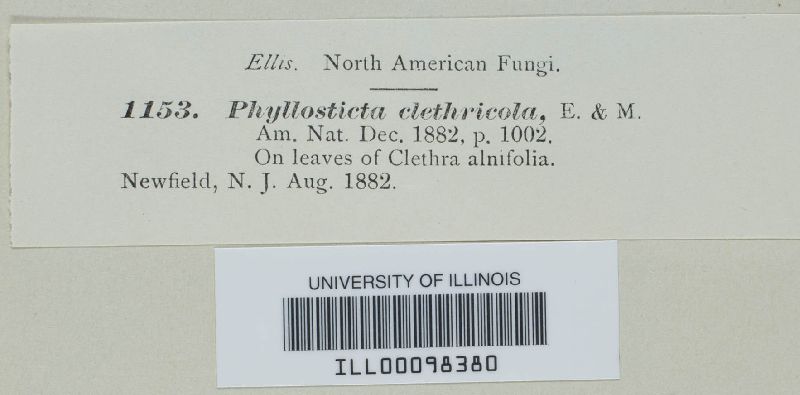 Ellis. North American Fungi.
1153. Phyllosticta clethricola, E. & M.
Am. Nat. Dec. 1882, p. 1002.
On leaves of Clethra alnifolia.
Newfield, N. J. Aug. 1882.
UNIVERSITY OF ILLINOIS
ILL00098380